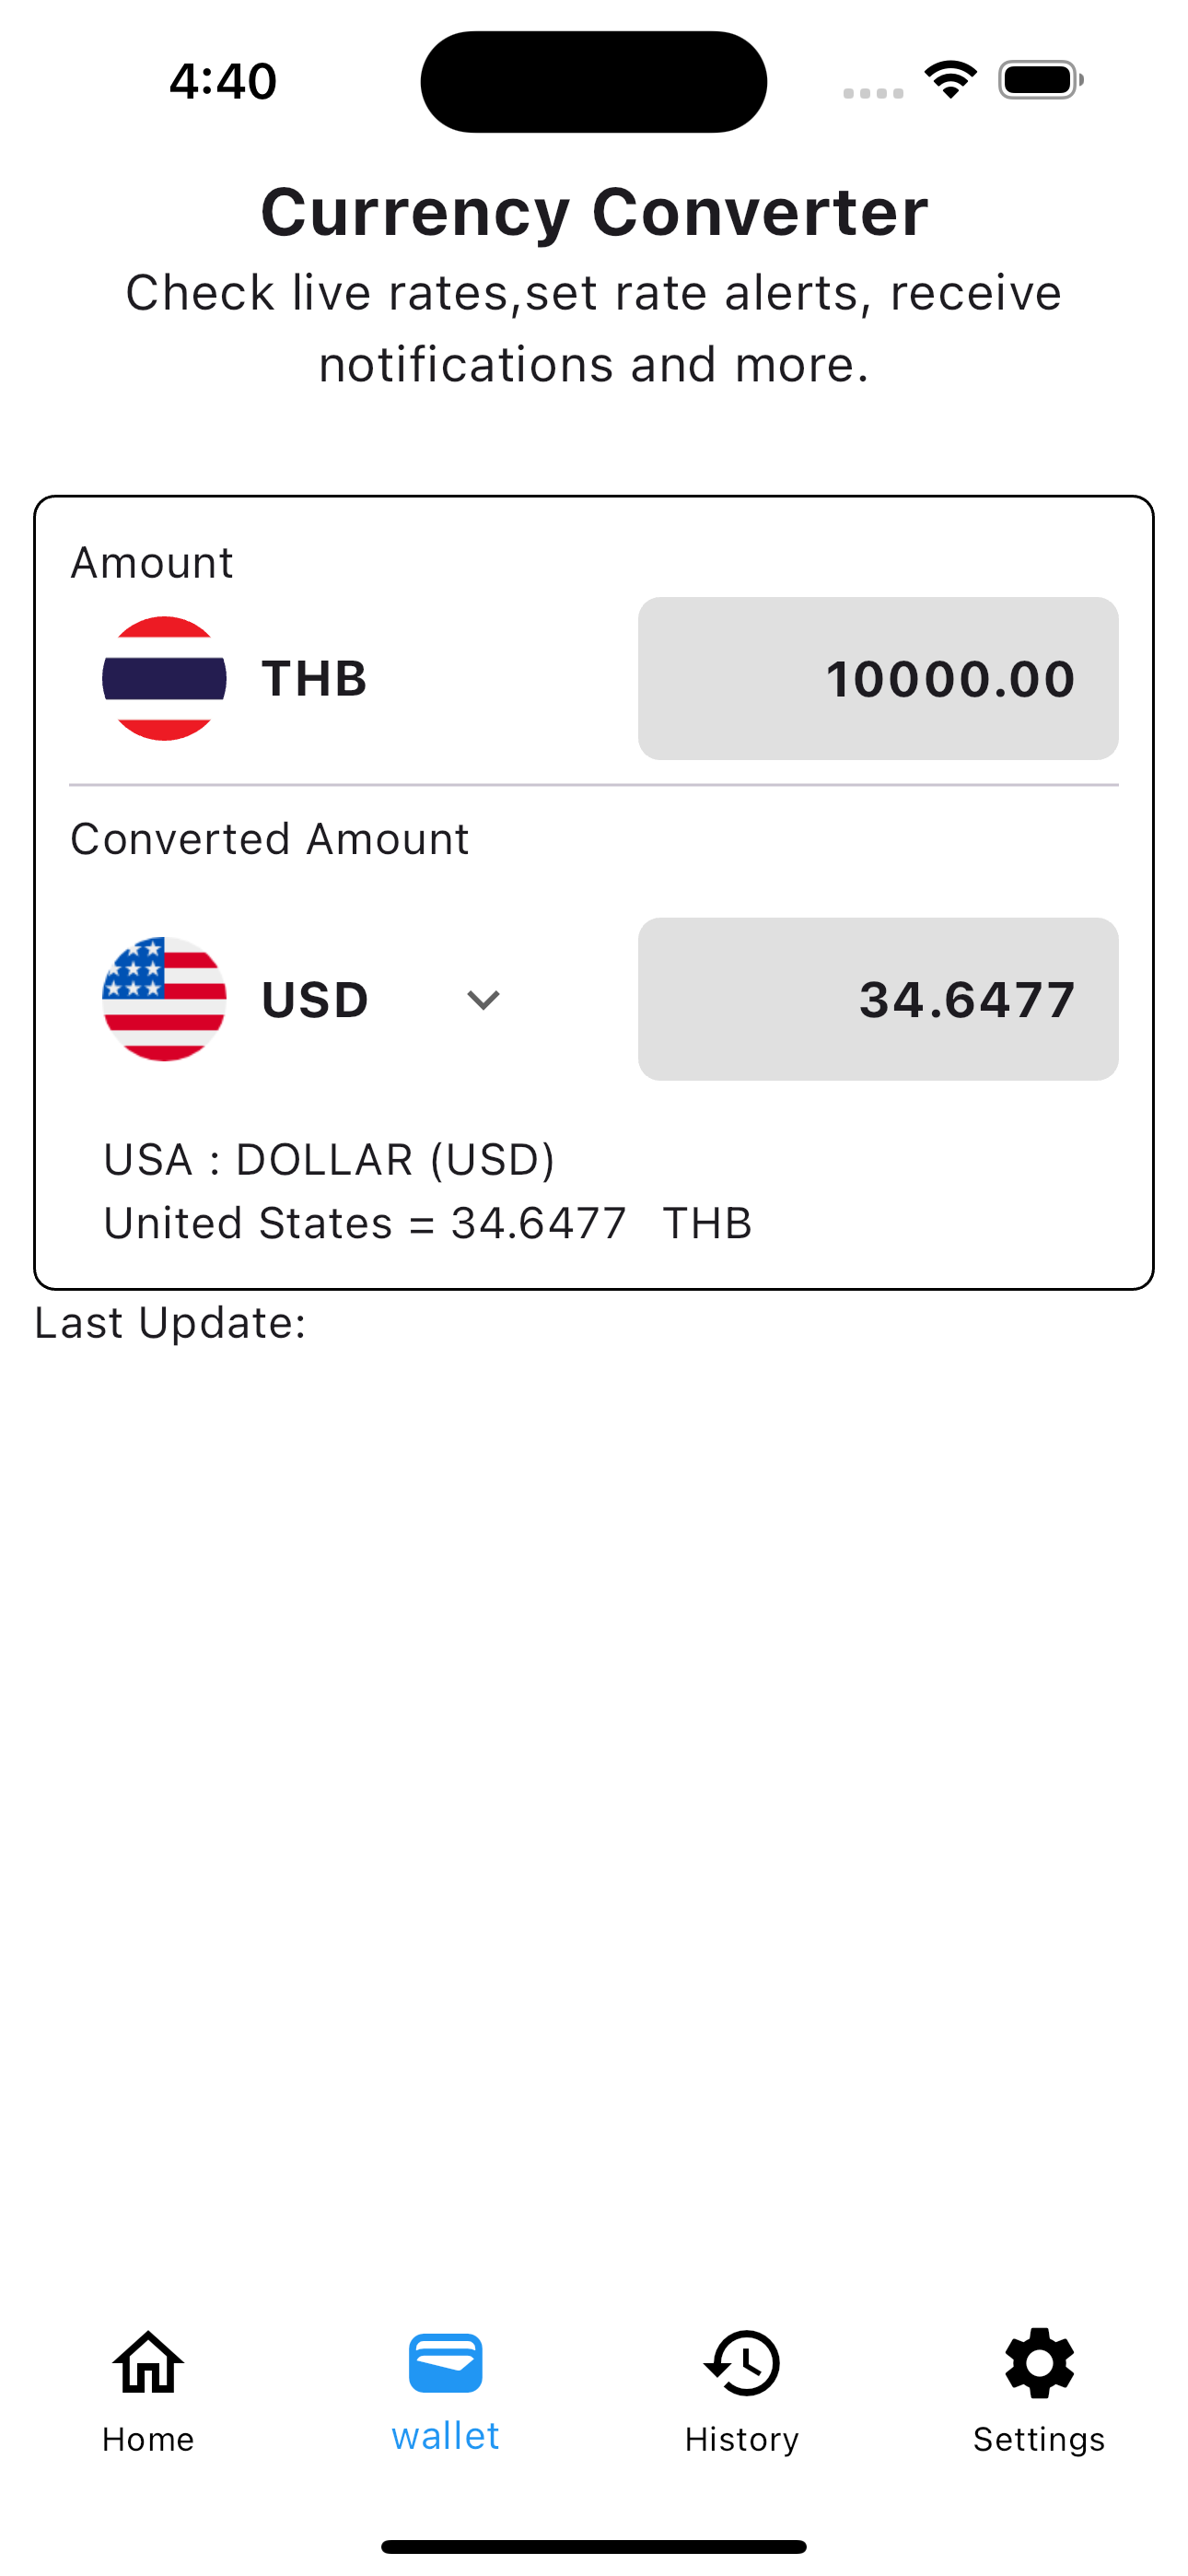 4:40
Currency Converter
Check live rates,set rate alerts, receive
notifications and more.
Amount
THB
10000.00
Converted Amount
USD
34.6477
USA : DOLLAR (USD)
United States = 34.6477 THB
Last Update:
Home
wallet
History
Settings